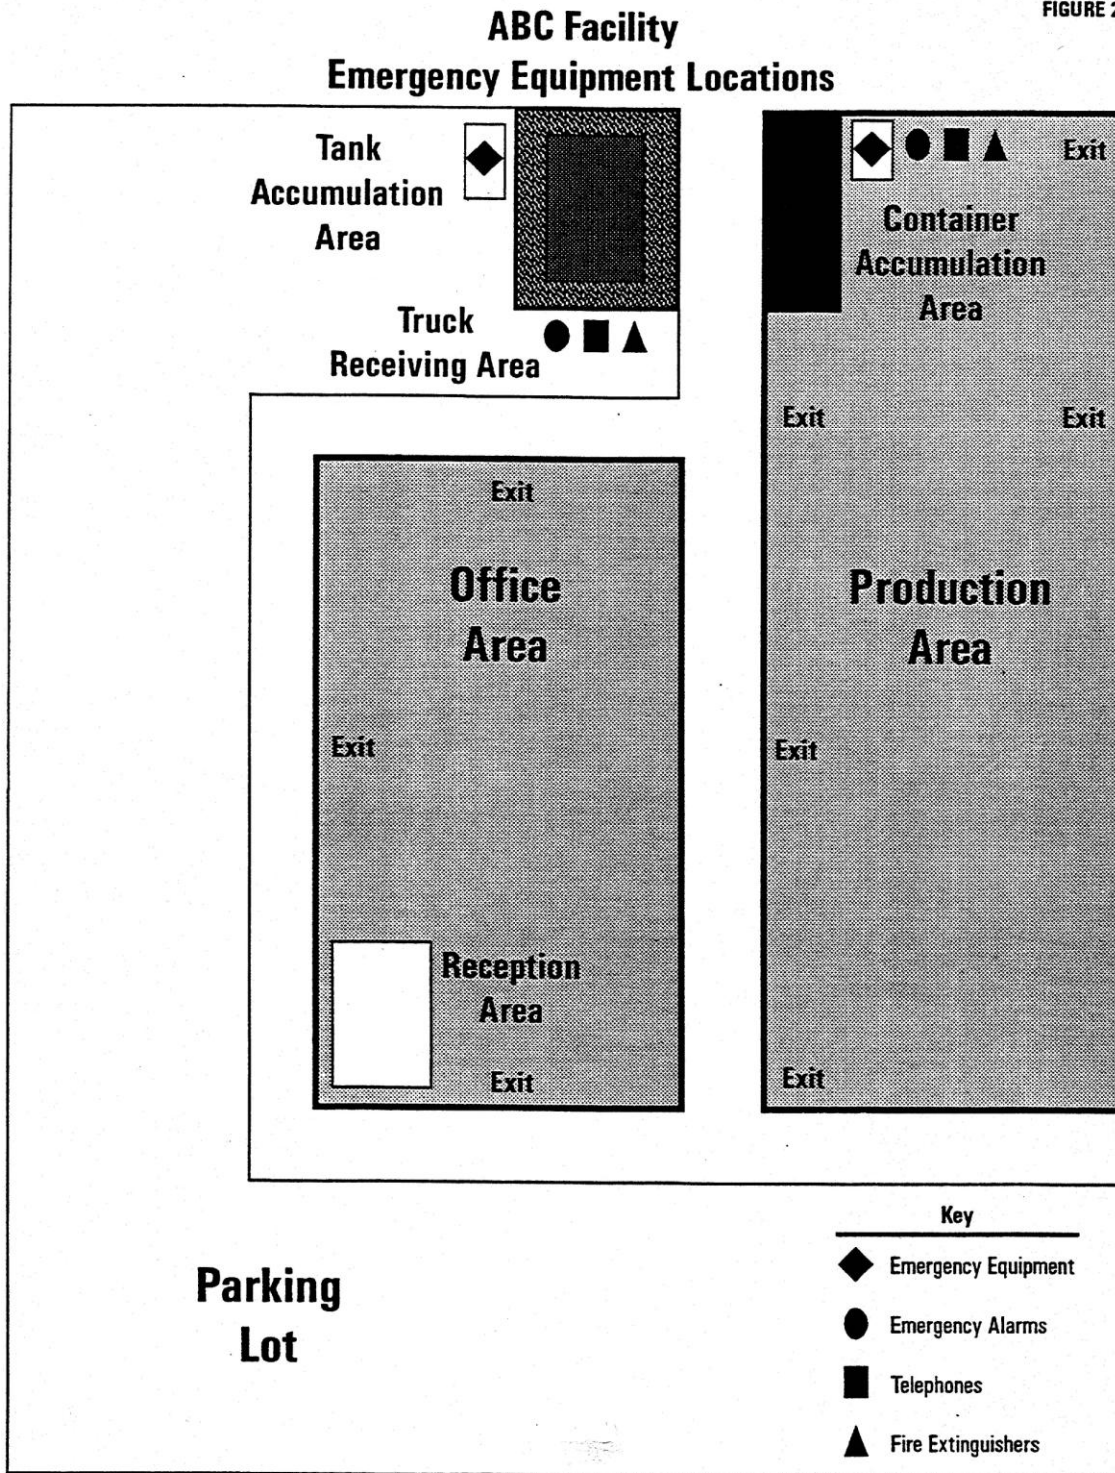 FIGURE 2
ABC Facility
Emergency Equipment Locations
Tank
Accumulation
Area
Truck
Receiving Area
Exit
Container
Accumulation
Area
Exit
Exit
Exit
Office
Area
Exit
Reception
Area
Exit
Production
Area
Exit
Exit
Parking
Lot
Key
Emergency Equipment
Emergency Alarms
Telephones
Fire Extinguishers